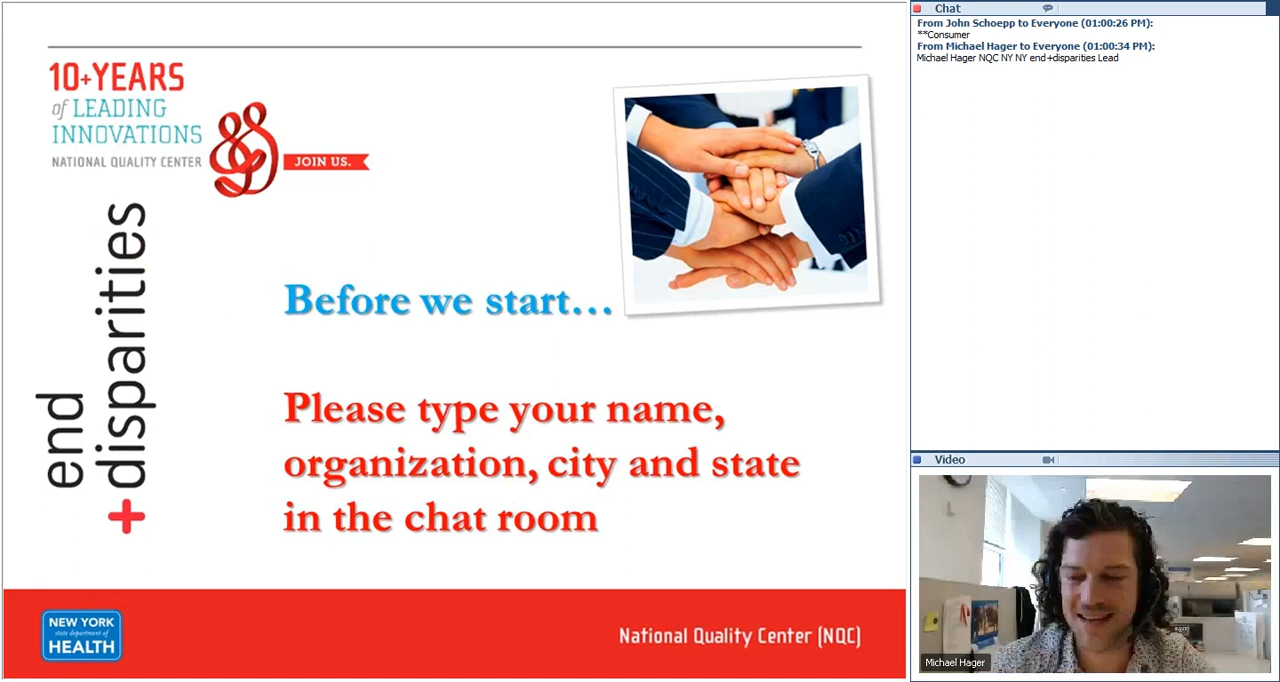 10+YEARS
of LEADING
INNOVATIONS
NATIONAL QUALITY CENTER
JOIN US.
end
+disparities
Before we start…
Please type your name,
organization, city and state
in the chat room
NEW YORK
state department of
HEALTH
National Quality Center (NQC)
Chat
From John Schoepp to Everyone (01:00:26 PM):
**Consumer
From Michael Hager to Everyone (01:00:34 PM):
Michael Hager NQC NY NY end+disparities Lead
Video
Michael Hager